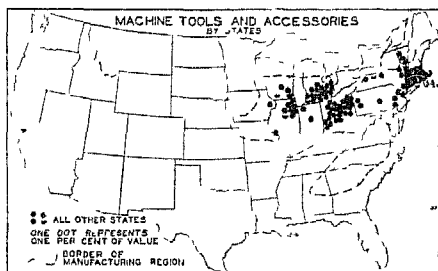 MACHINE TOOLS AND ACCESSORIES
BY STATES
ALL OTHER STATES
ONE DOT REPRESENTS
ONE PER CENT OF VALUE
BORDER OF
MANUFACTURING REGION